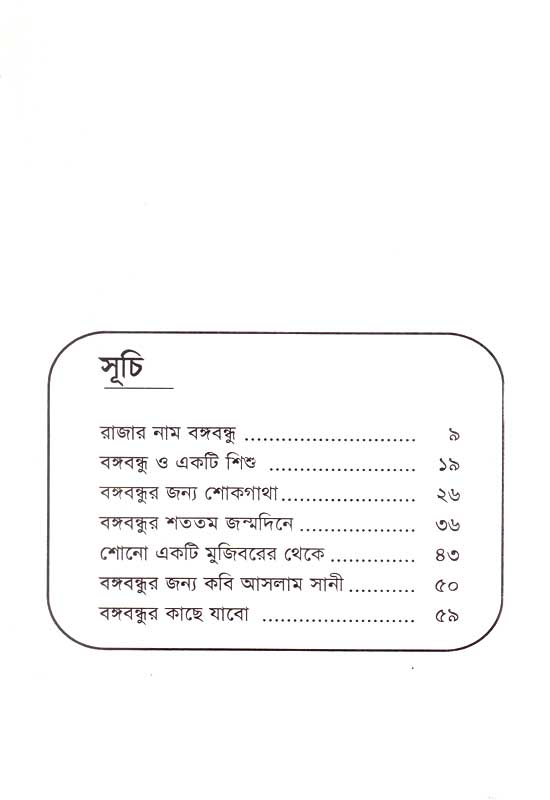 সূচি
রাজার নাম বঙ্গবন্ধু ............................. ৯
বঙ্গবন্ধু ও একটি শিশু ......................... ১৯
বঙ্গবন্ধুর জন্য শোকগাথা....................... ২৬
বঙ্গবন্ধুর শততম জন্মদিনে .................... ৩৬
শোনো একটি মুজিবরের থেকে .............. ৪৩
বঙ্গবন্ধুর জন্য কবি আসলাম সানী ........... ৫০
বঙ্গবন্ধুর কাছে যাবো .......................... ৫৯